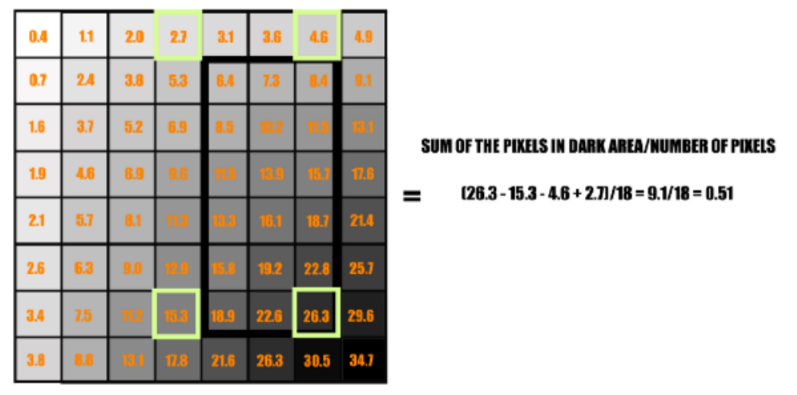 0.4 1.1 2.0 2.7 3.1 3.6 4.6 4.9
0.7 2.4 3.8 5.3 6.4 7.3 8.4 9.1
1.6 3.7 5.2 6.9 8.5 10.2 13.1
1.9 4.6 6.9 13.9 15.7 17.6
2.1 5.7 8.1 13.3 16.1 18.7 21.4
2.6 6.3 9.0 15.8 19.2 22.8 25.7
3.4 7.5 11.2 15.3 18.9 22.6 26.3 29.6
3.8 13.1 17.8 21.6 26.3 30.5 34.7
SUM OF THE PIXELS IN DARK AREA/NUMBER OF PIXELS
= (26.3 - 15.3 - 4.6 + 2.7)/18 = 9.1/18 = 0.51